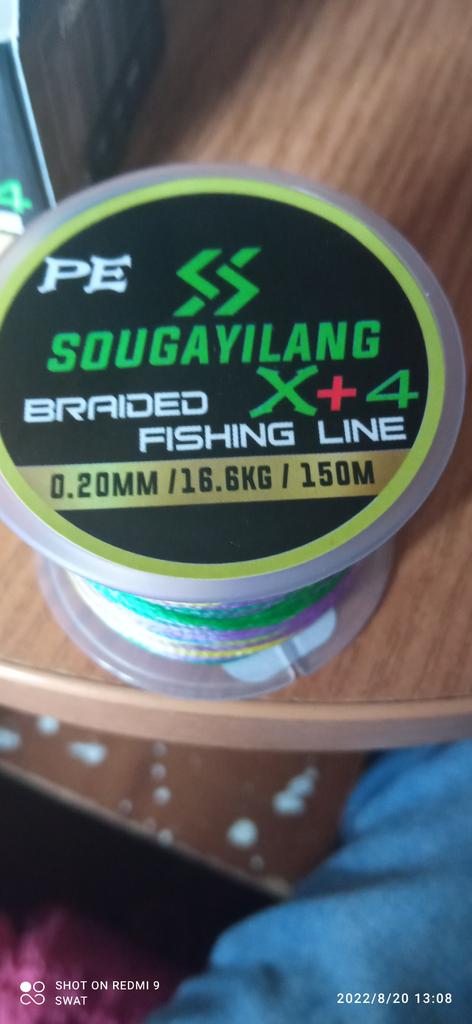 4
PE
SOUGAYILANG
BRAIDED X+4
FISHING LINE
0.20MM /16.6KG / 150M
SHOT ON REDMI 9
SWAT
2022/8/20 13:08